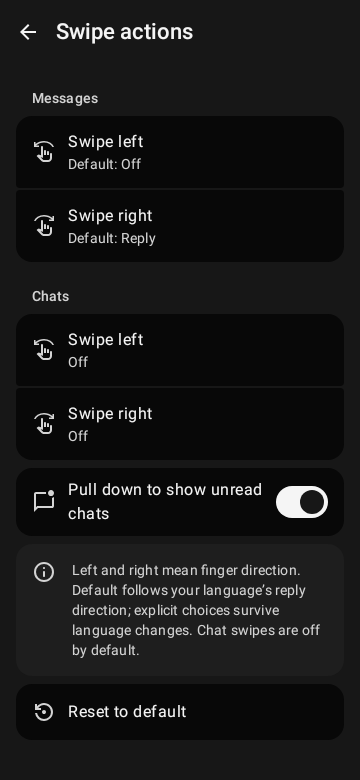 Swipe actions
Messages
Swipe left
Default: Off
Swipe right
Default: Reply
Chats
Swipe left
Off
Swipe right
Off
Pull down to show unread
chats
Left and right mean finger direction.
Default follows your language's reply
direction; explicit choices survive
language changes. Chat swipes are off
by default.
Reset to default